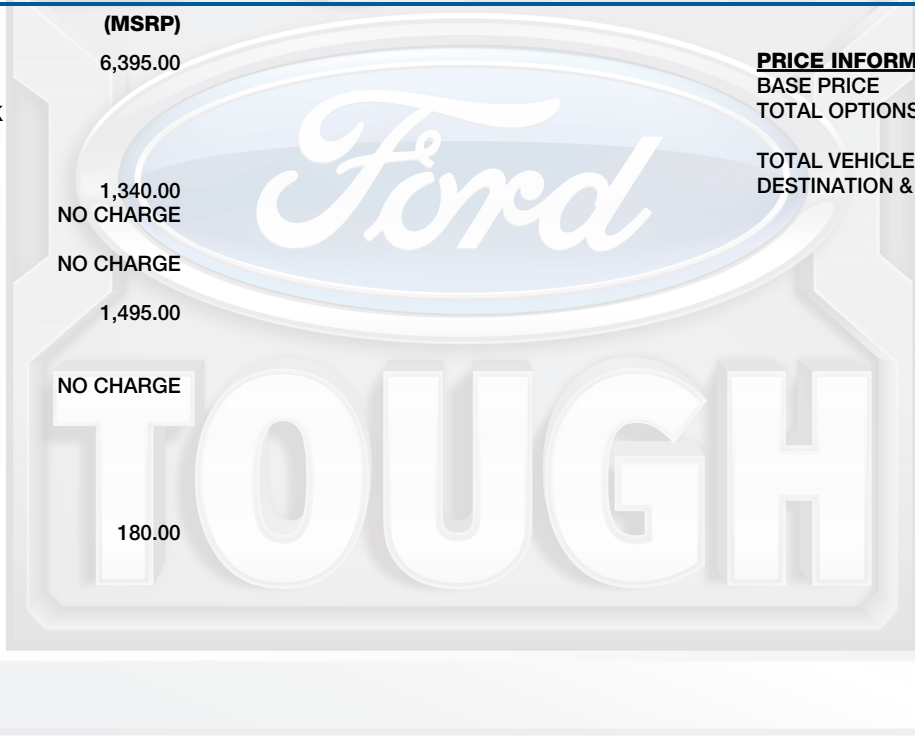 (MSRP)
6,395.00
1,340.00
NO CHARGE
NO CHARGE
1,495.00
NO CHARGE
180.00
PRICE INFORM
BASE PRICE
TOTAL OPTIONS
TOTAL VEHICLE
DESTINATION &
Ford
TOUGH